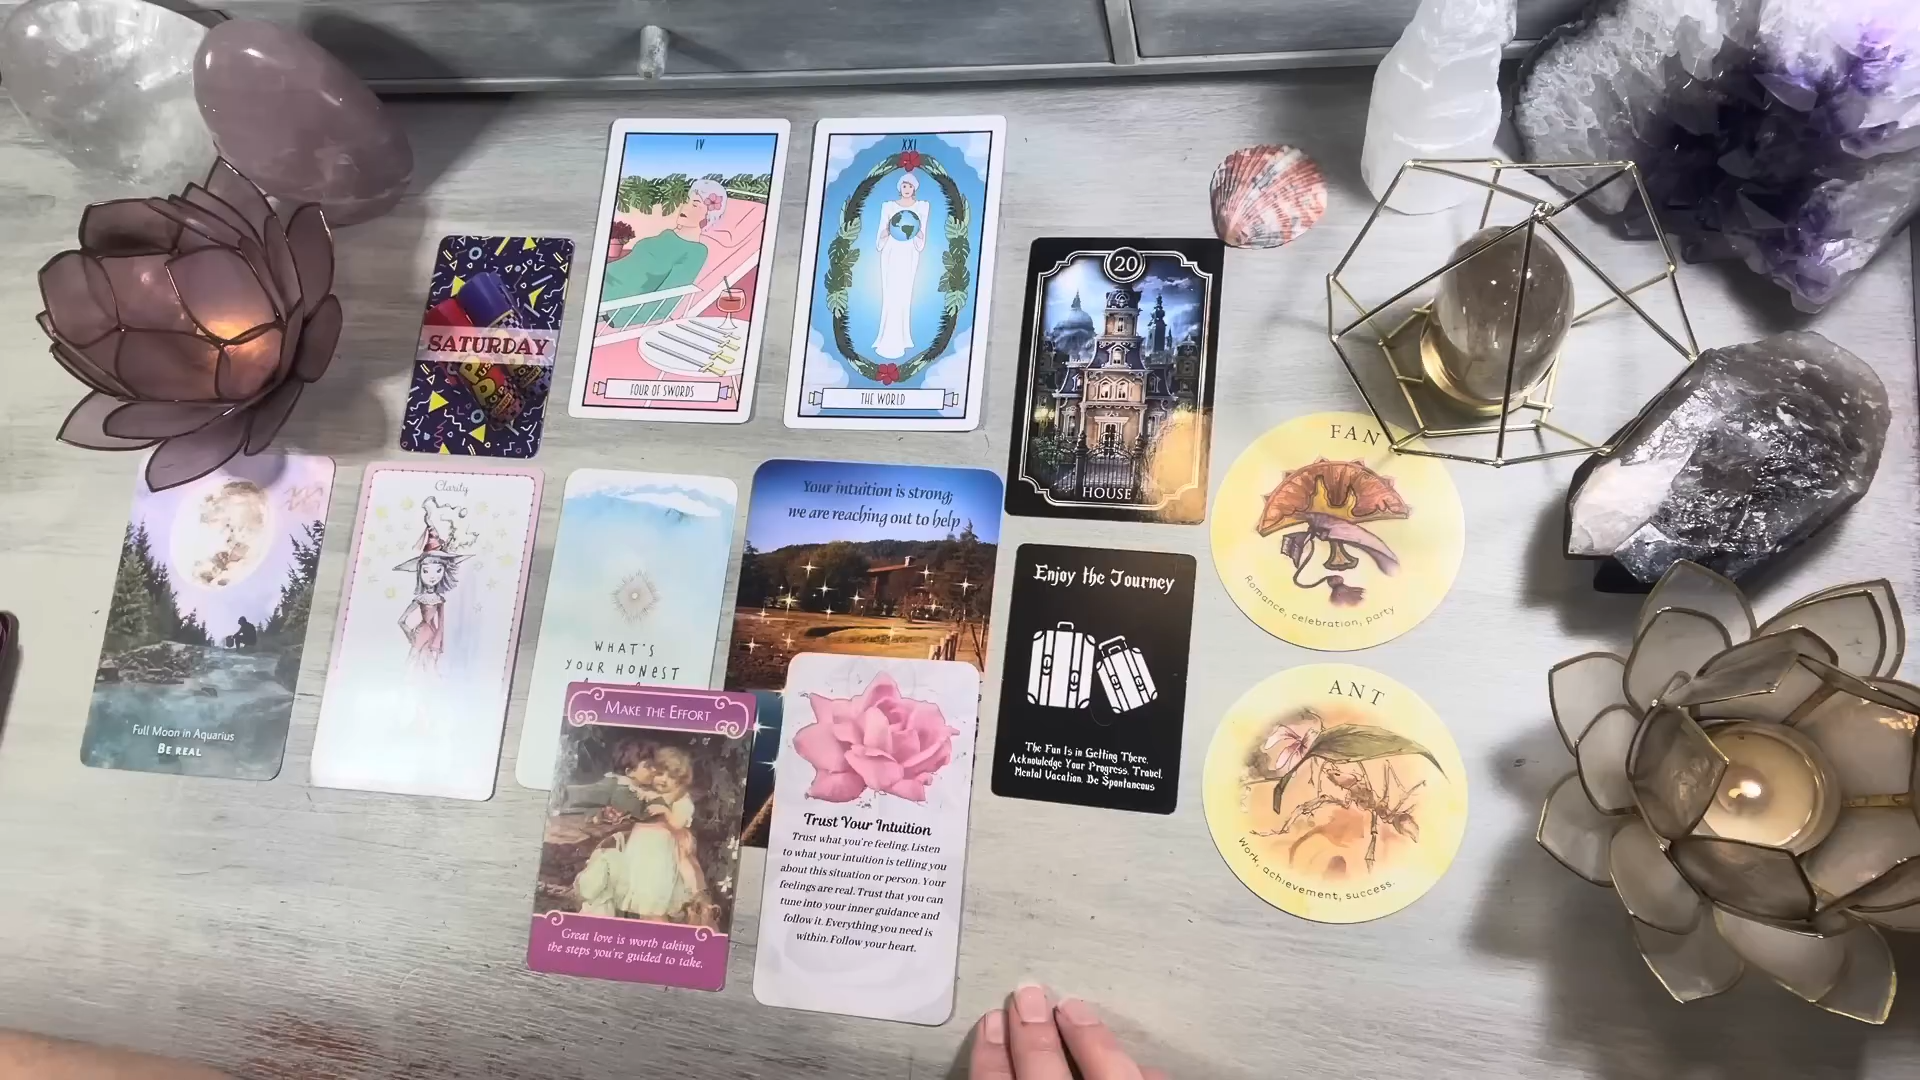 IV
FOUR OF SWORDS
XXI
THE WORLD
SATURDAY
20
HOUSE
FAN
Romance, celebration, party
Full Moon in Aquarius
BE REAL
Clarity
WHAT'S
YOUR HONEST
Your intuition is strong;
we are reaching out to help
Enjoy the Journey
The Fun Is in Getting There.
Acknowledge Your Progress. Travel.
Mental Vacation. Be Spontaneous
ANT
Work, achievement, success.
MAKE THE EFFORT
Great love is worth taking
the steps you're guided to take.
Trust Your Intuition
Trust what you're feeling. Listen
to what your intuition is telling you
about this situation or person. Your
feelings are real. Trust that you can
tune into your inner guidance and
follow it. Everything you need is
within. Follow your heart.